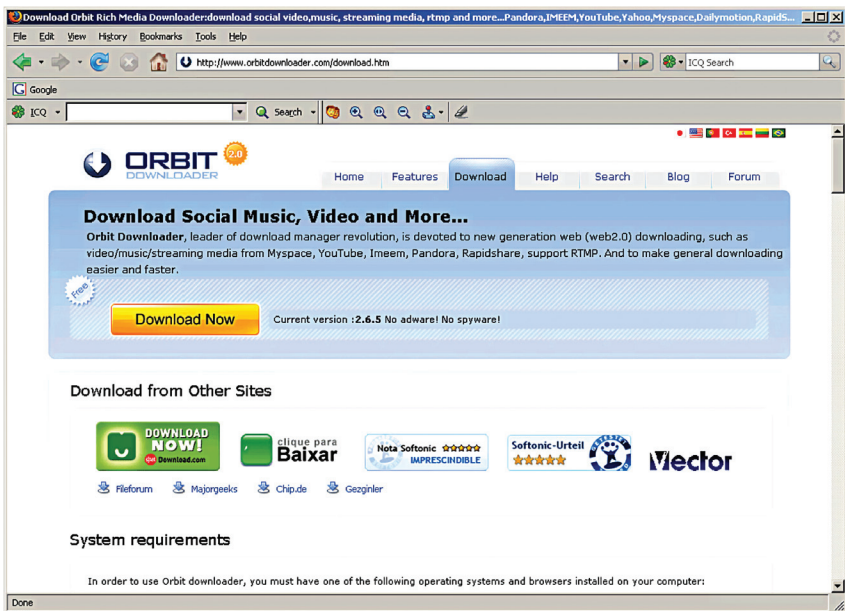 Download Orbit Rich Media Downloader:download social video,music, streaming media, rtmp and more...Pandora,IMEEM,YouTube,Yahoo,Myspace,Dailymotion,RapidS...
File Edit View History Bookmarks Tools Help
http://www.orbitdownloader.com/download.htm
ICQ Search
G Google
ICQ
Search
ORBIT 2.0
DOWNLOADER
Home Features Download Help Search Blog Forum
Download Social Music, Video and More...
Orbit Downloader, leader of download manager revolution, is devoted to new generation web (web2.0) downloading, such as
video/music/streaming media from Myspace, YouTube, Imeem, Pandora, Rapidshare, support RTMP. And to make general downloading
easier and faster.
Free
Download Now
Current version :2.6.5 No adware! No spyware!
Download from Other Sites
DOWNLOAD
NOW!
Download.com
clique para
Baixar
Nota Softonic
IMPRESCINDIBLE
Softonic-Urteil
Vector
Fileforum Majorgeeks Chip.de Gezginler
System requirements
In order to use Orbit downloader, you must have one of the following operating systems and browsers installed on your computer:
Done